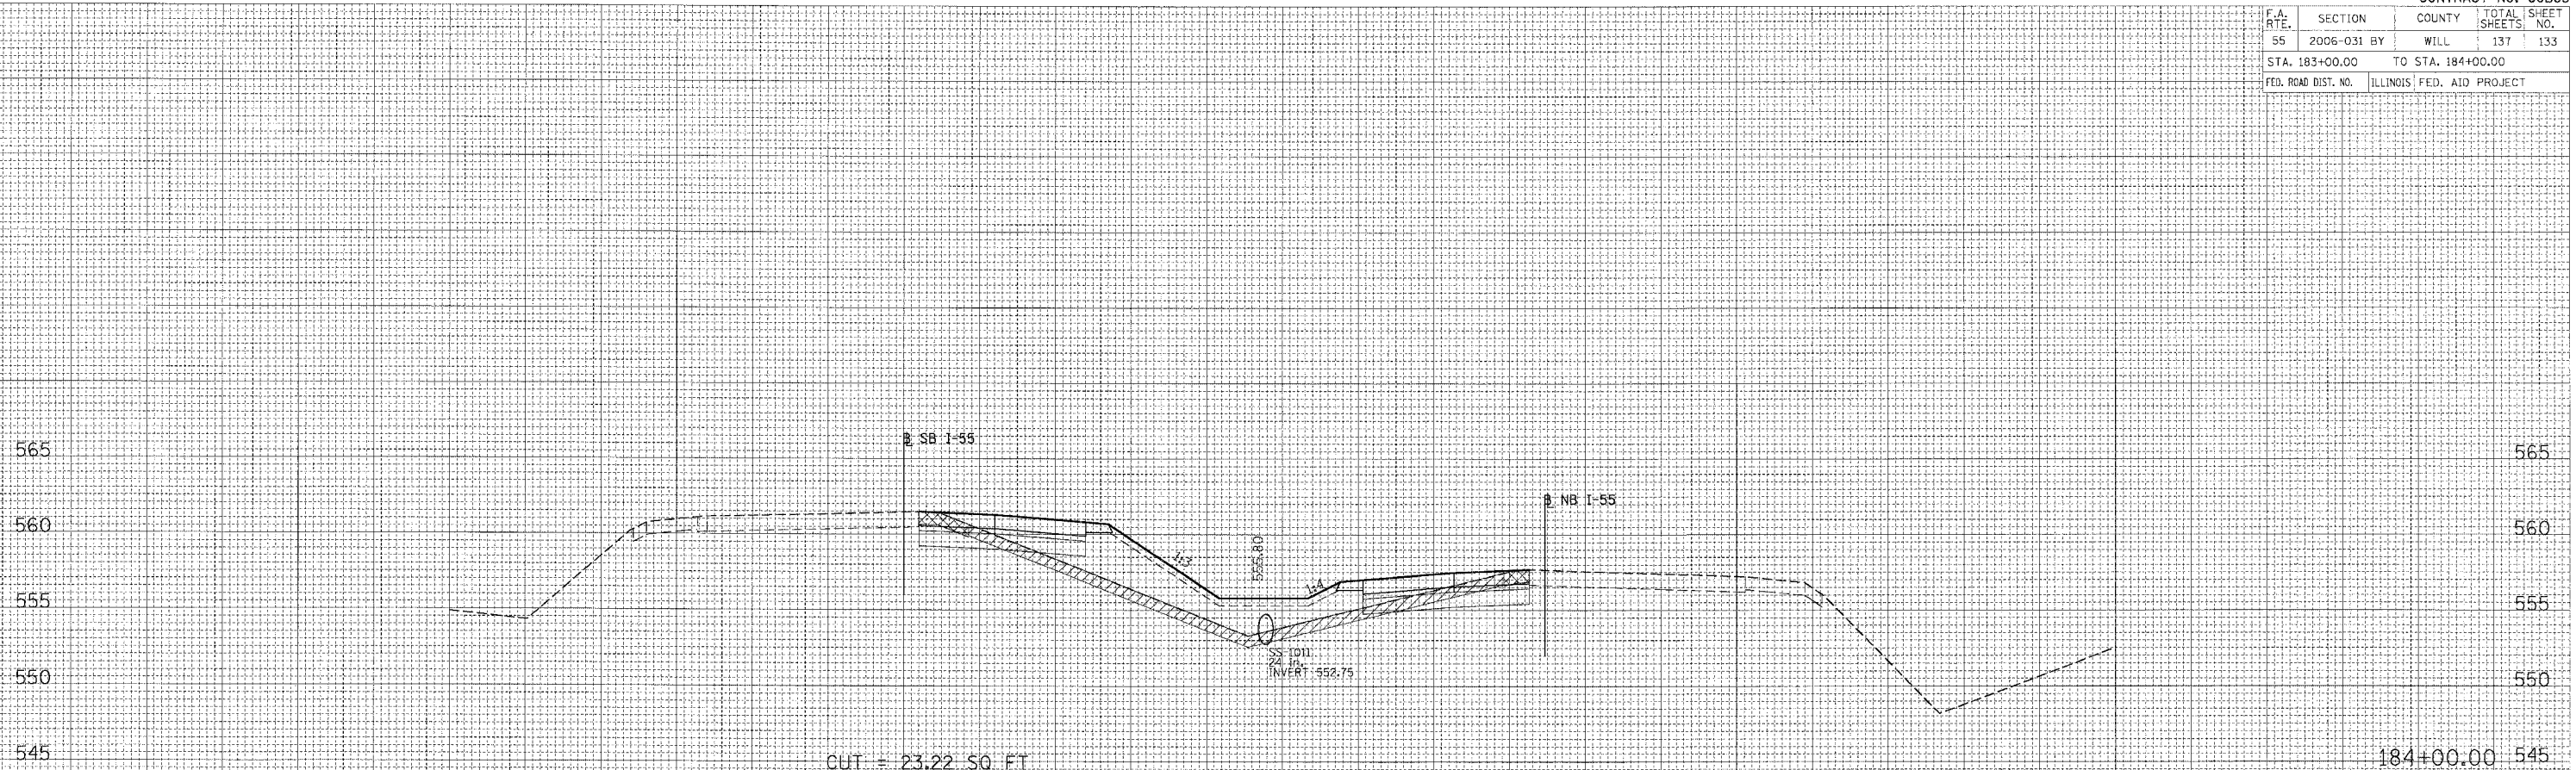 F.A. RTE. SECTION COUNTY TOTAL SHEETS SHEET NO.
55 2006-031 BY WILL 137 133
STA. 183+00.00 TO STA. 184+00.00
FED. ROAD DIST. NO. ILLINOIS FED. AID PROJECT
565 565
560 560
555 555
550 550
545 545
SB I-55
NB I-55
1:3
555.80
1:4
SS-1011
24 in.
INVERT 552.75
CUT = 23.22 SQ FT
184+00.00